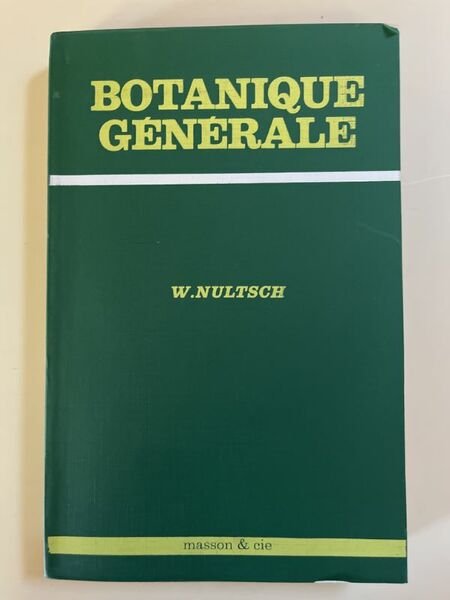 BOTANIQUE
GÉNÉRALE
W.NULTSCH
masson & cie